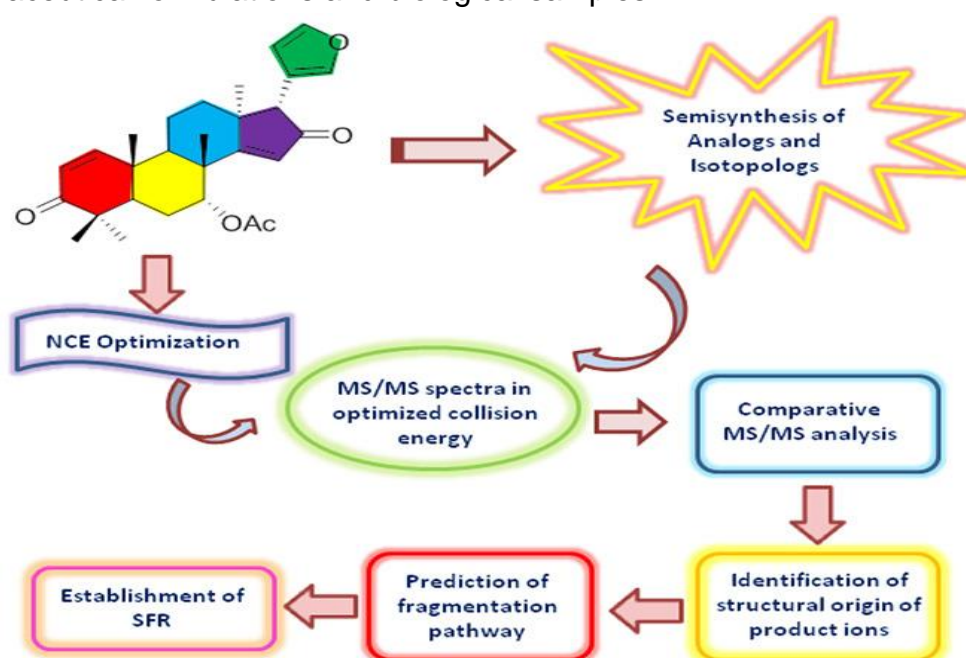 O
O
O
OAc
Semisynthesis of
Analogs and
Isotopologs
NCE Optimization
MS/MS spectra in
optimized collision
energy
Comparative
MS/MS analysis
Identification of
structural origin of
product ions
Prediction of
fragmentation
pathway
Establishment of
SFR